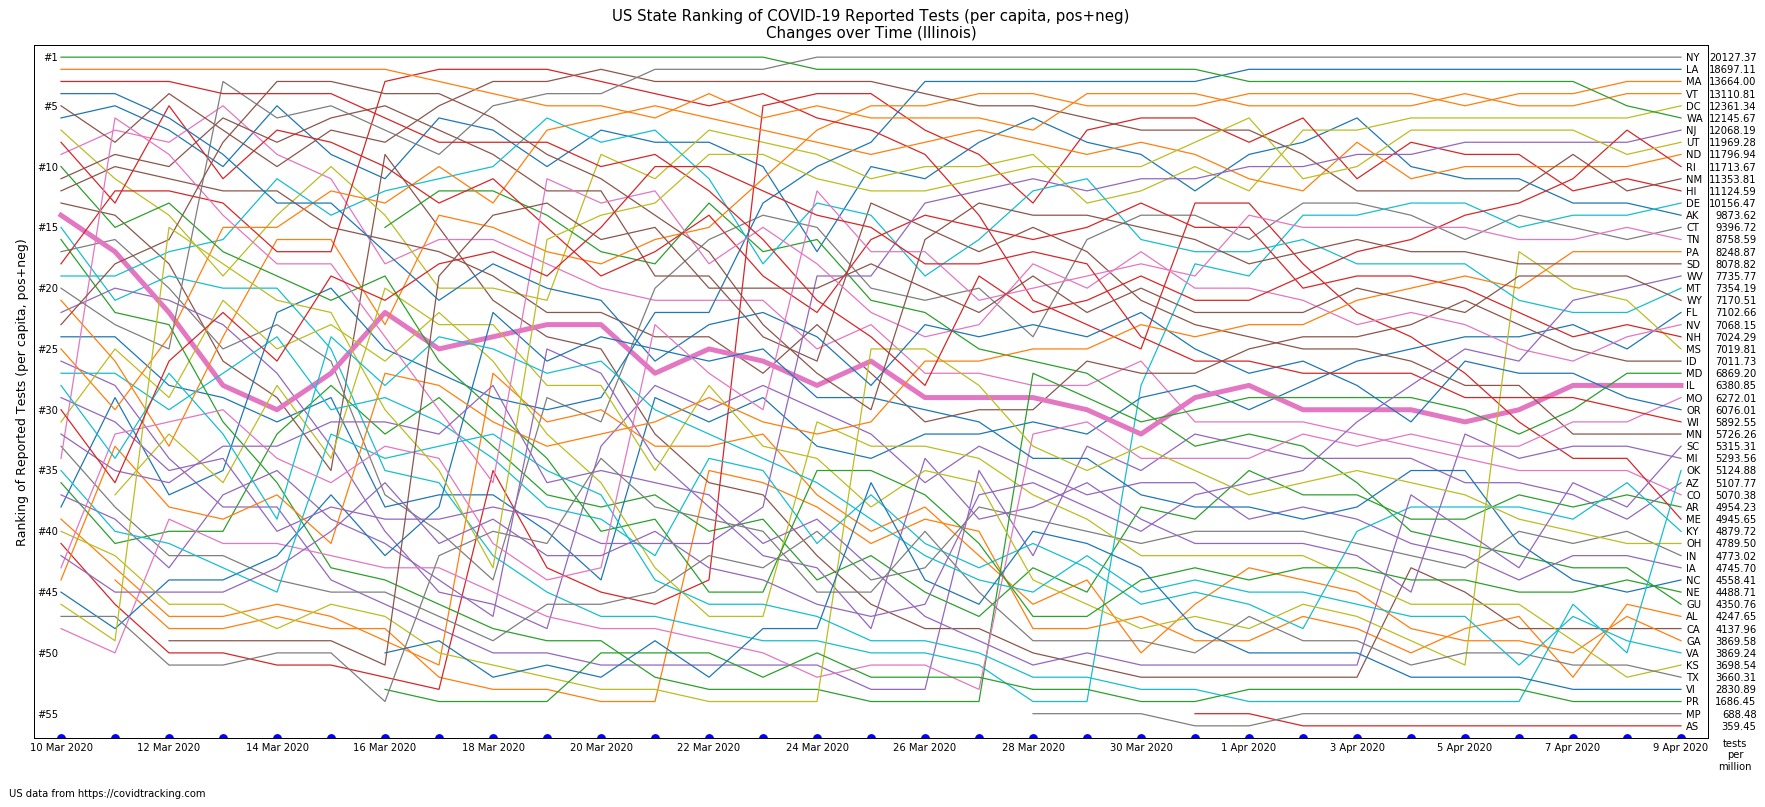 US State Ranking of COVID-19 Reported Tests (per capita, pos+neg)
Changes over Time (Illinois)
Ranking of Reported Tests (per capita, pos+neg)
#1
#5
#10
#15
#20
#25
#30
#35
#40
#45
#50
#55
NY 20127.37
LA 18697.11
MA 13664.00
VT 13110.81
DC 12361.34
WA 12145.67
NJ 12068.19
UT 11969.28
ND 11796.94
RI 11713.67
NM 11353.81
HI 11124.59
DE 10156.47
AK 9873.62
CT 9396.72
TN 8758.59
PA 8248.87
SD 8078.82
WV 7735.77
MT 7354.19
WY 7170.51
FL 7102.66
NV 7068.15
NH 7024.29
MS 7019.81
ID 7011.73
MD 6869.20
IL 6380.85
MO 6272.01
OR 6076.01
WI 5892.55
MN 5726.26
SC 5315.31
MI 5293.56
OK 5124.88
AZ 5107.77
CO 5070.38
AR 4954.23
ME 4945.65
KY 4879.72
OH 4789.50
IN 4773.02
IA 4745.70
NC 4558.41
NE 4488.71
GU 4350.76
AL 4247.65
CA 4137.96
GA 3869.58
VA 3869.24
KS 3698.54
TX 3660.31
VI 2830.89
PR 1686.45
MP 688.48
AS 359.45
10 Mar 2020 12 Mar 2020 14 Mar 2020 16 Mar 2020 18 Mar 2020 20 Mar 2020 22 Mar 2020 24 Mar 2020 26 Mar 2020 28 Mar 2020 30 Mar 2020 1 Apr 2020 3 Apr 2020 5 Apr 2020 7 Apr 2020 9 Apr 2020
tests
per
million
US data from https://covidtracking.com